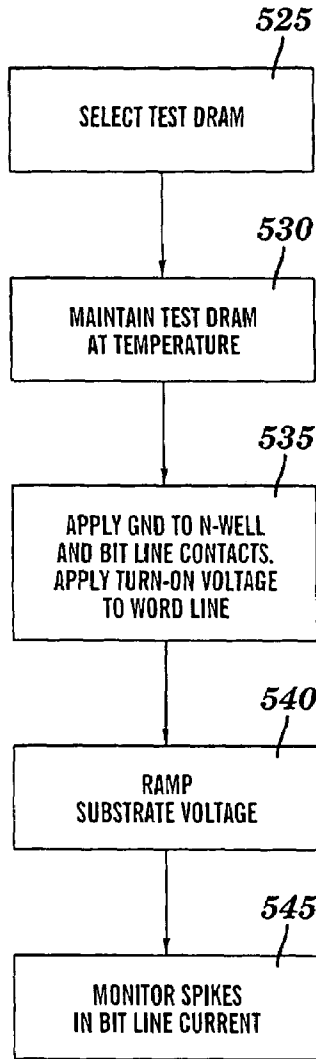 525
SELECT TEST DRAM
530
MAINTAIN TEST DRAM
AT TEMPERATURE
535
APPLY GND TO N-WELL
AND BIT LINE CONTACTS.
APPLY TURN-ON VOLTAGE
TO WORD LINE
540
RAMP
SUBSTRATE VOLTAGE
545
MONITOR SPIKES
IN BIT LINE CURRENT